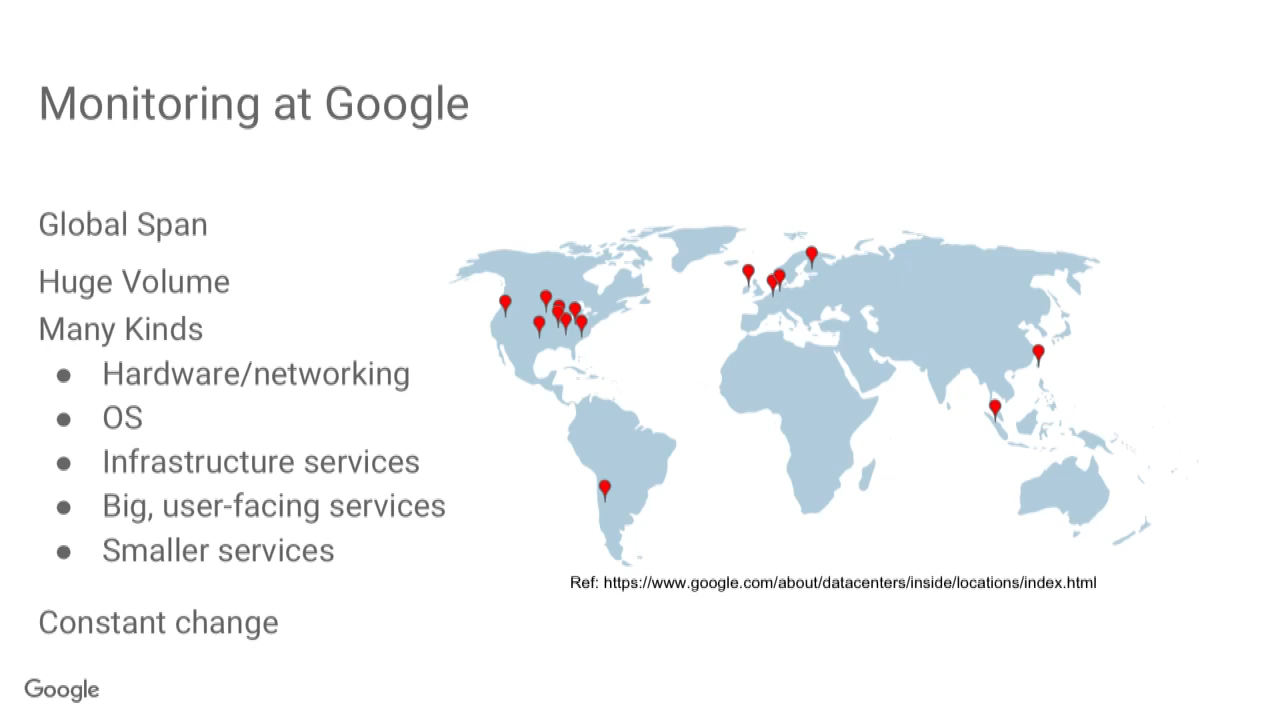 Monitoring at Google
Global Span
Huge Volume
Many Kinds
● Hardware/networking
● OS
● Infrastructure services
● Big, user-facing services
● Smaller services
Ref: https://www.google.com/about/datacenters/inside/locations/index.html
Constant change
Google